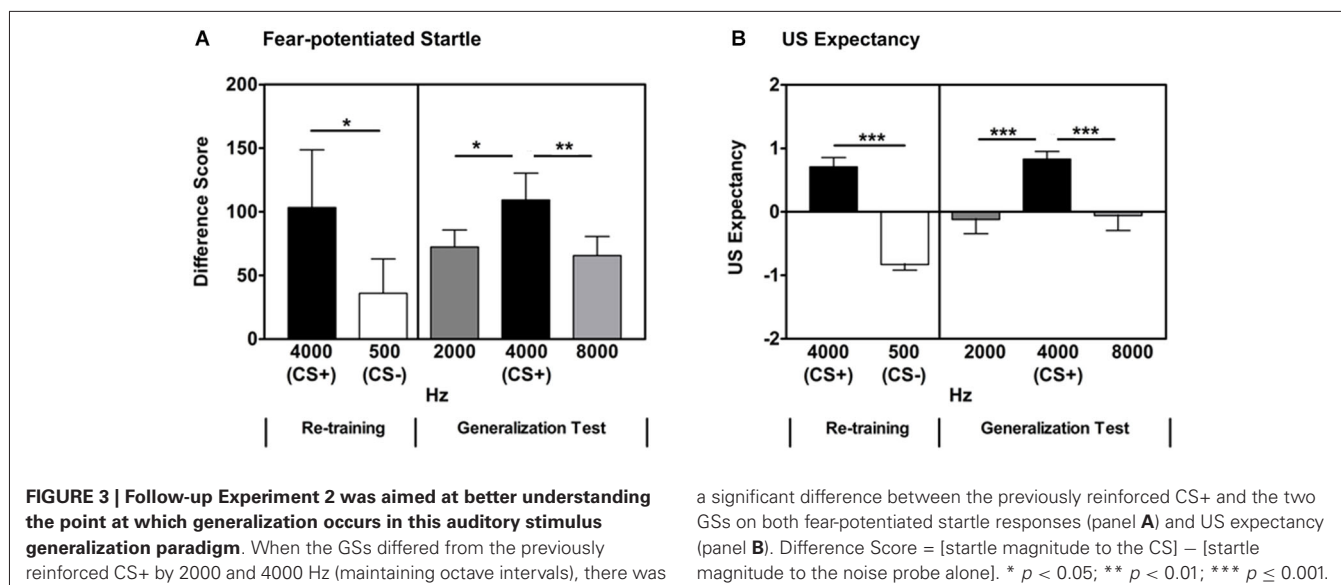 A Fear-potentiated Startle
200
150
100
50
0
Difference Score
*
*
**
4000 500 2000 4000 8000
(CS+) (CS-) (CS+)
Hz
Re-training Generalization Test
B US Expectancy
2
1
0
-1
-2
US Expectancy
***
***
***
4000 500 2000 4000 8000
(CS+) (CS-) (CS+)
Hz
Re-training Generalization Test
FIGURE 3 | Follow-up Experiment 2 was aimed at better understanding
the point at which generalization occurs in this auditory stimulus
generalization paradigm. When the GSs differed from the previously
reinforced CS+ by 2000 and 4000 Hz (maintaining octave intervals), there was
a significant difference between the previously reinforced CS+ and the two
GSs on both fear-potentiated startle responses (panel A) and US expectancy
(panel B). Difference Score = [startle magnitude to the CS] − [startle
magnitude to the noise probe alone]. * p < 0.05; ** p < 0.01; *** p ≤ 0.001.